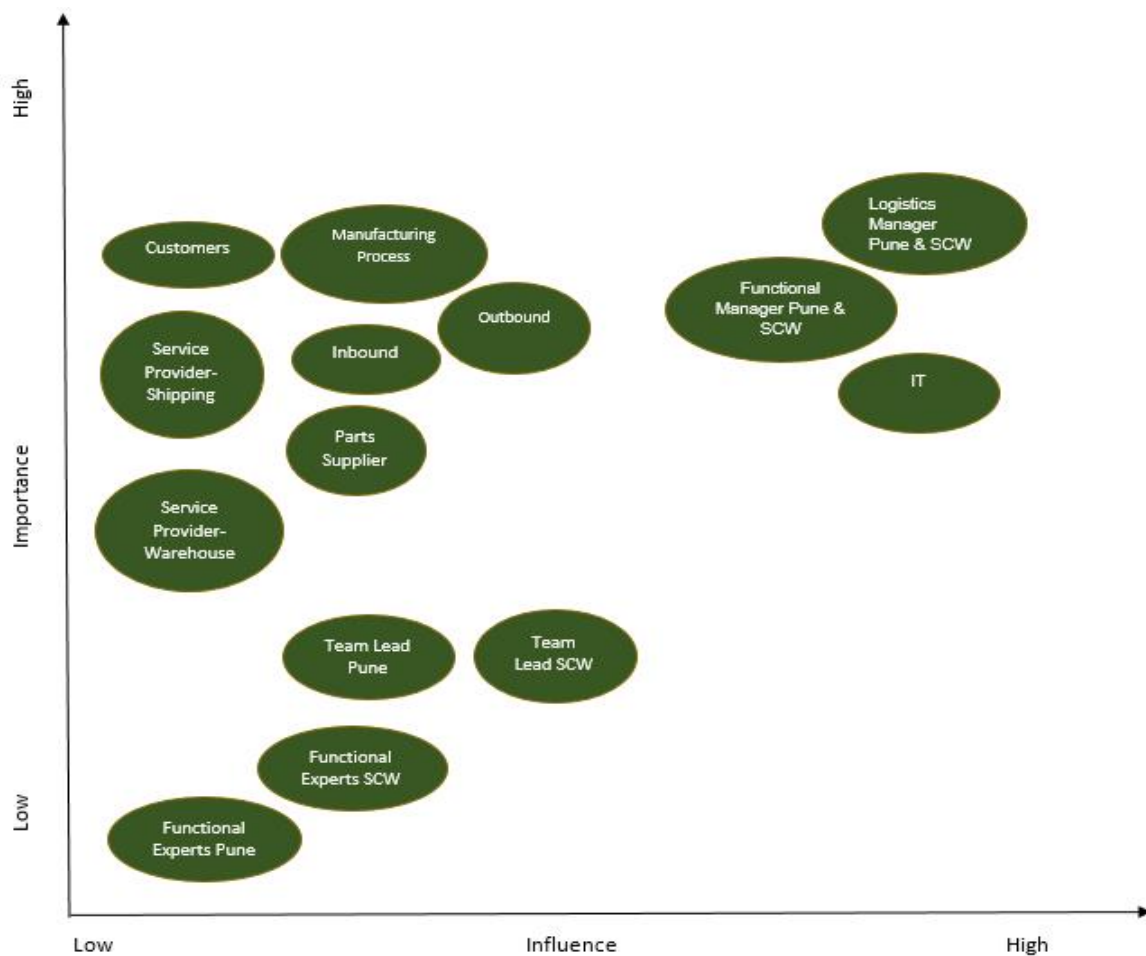 High
Logistics
Manager
Pune & SCW
Customers
Manufacturing
Process
Functional
Manager Pune &
SCW
Outbound
Service
Provider-
Shipping
Inbound
IT
Parts
Supplier
Importance
Service
Provider-
Warehouse
Team Lead
Pune
Team
Lead SCW
Functional
Experts SCW
Low
Functional
Experts Pune
Low
Influence
High